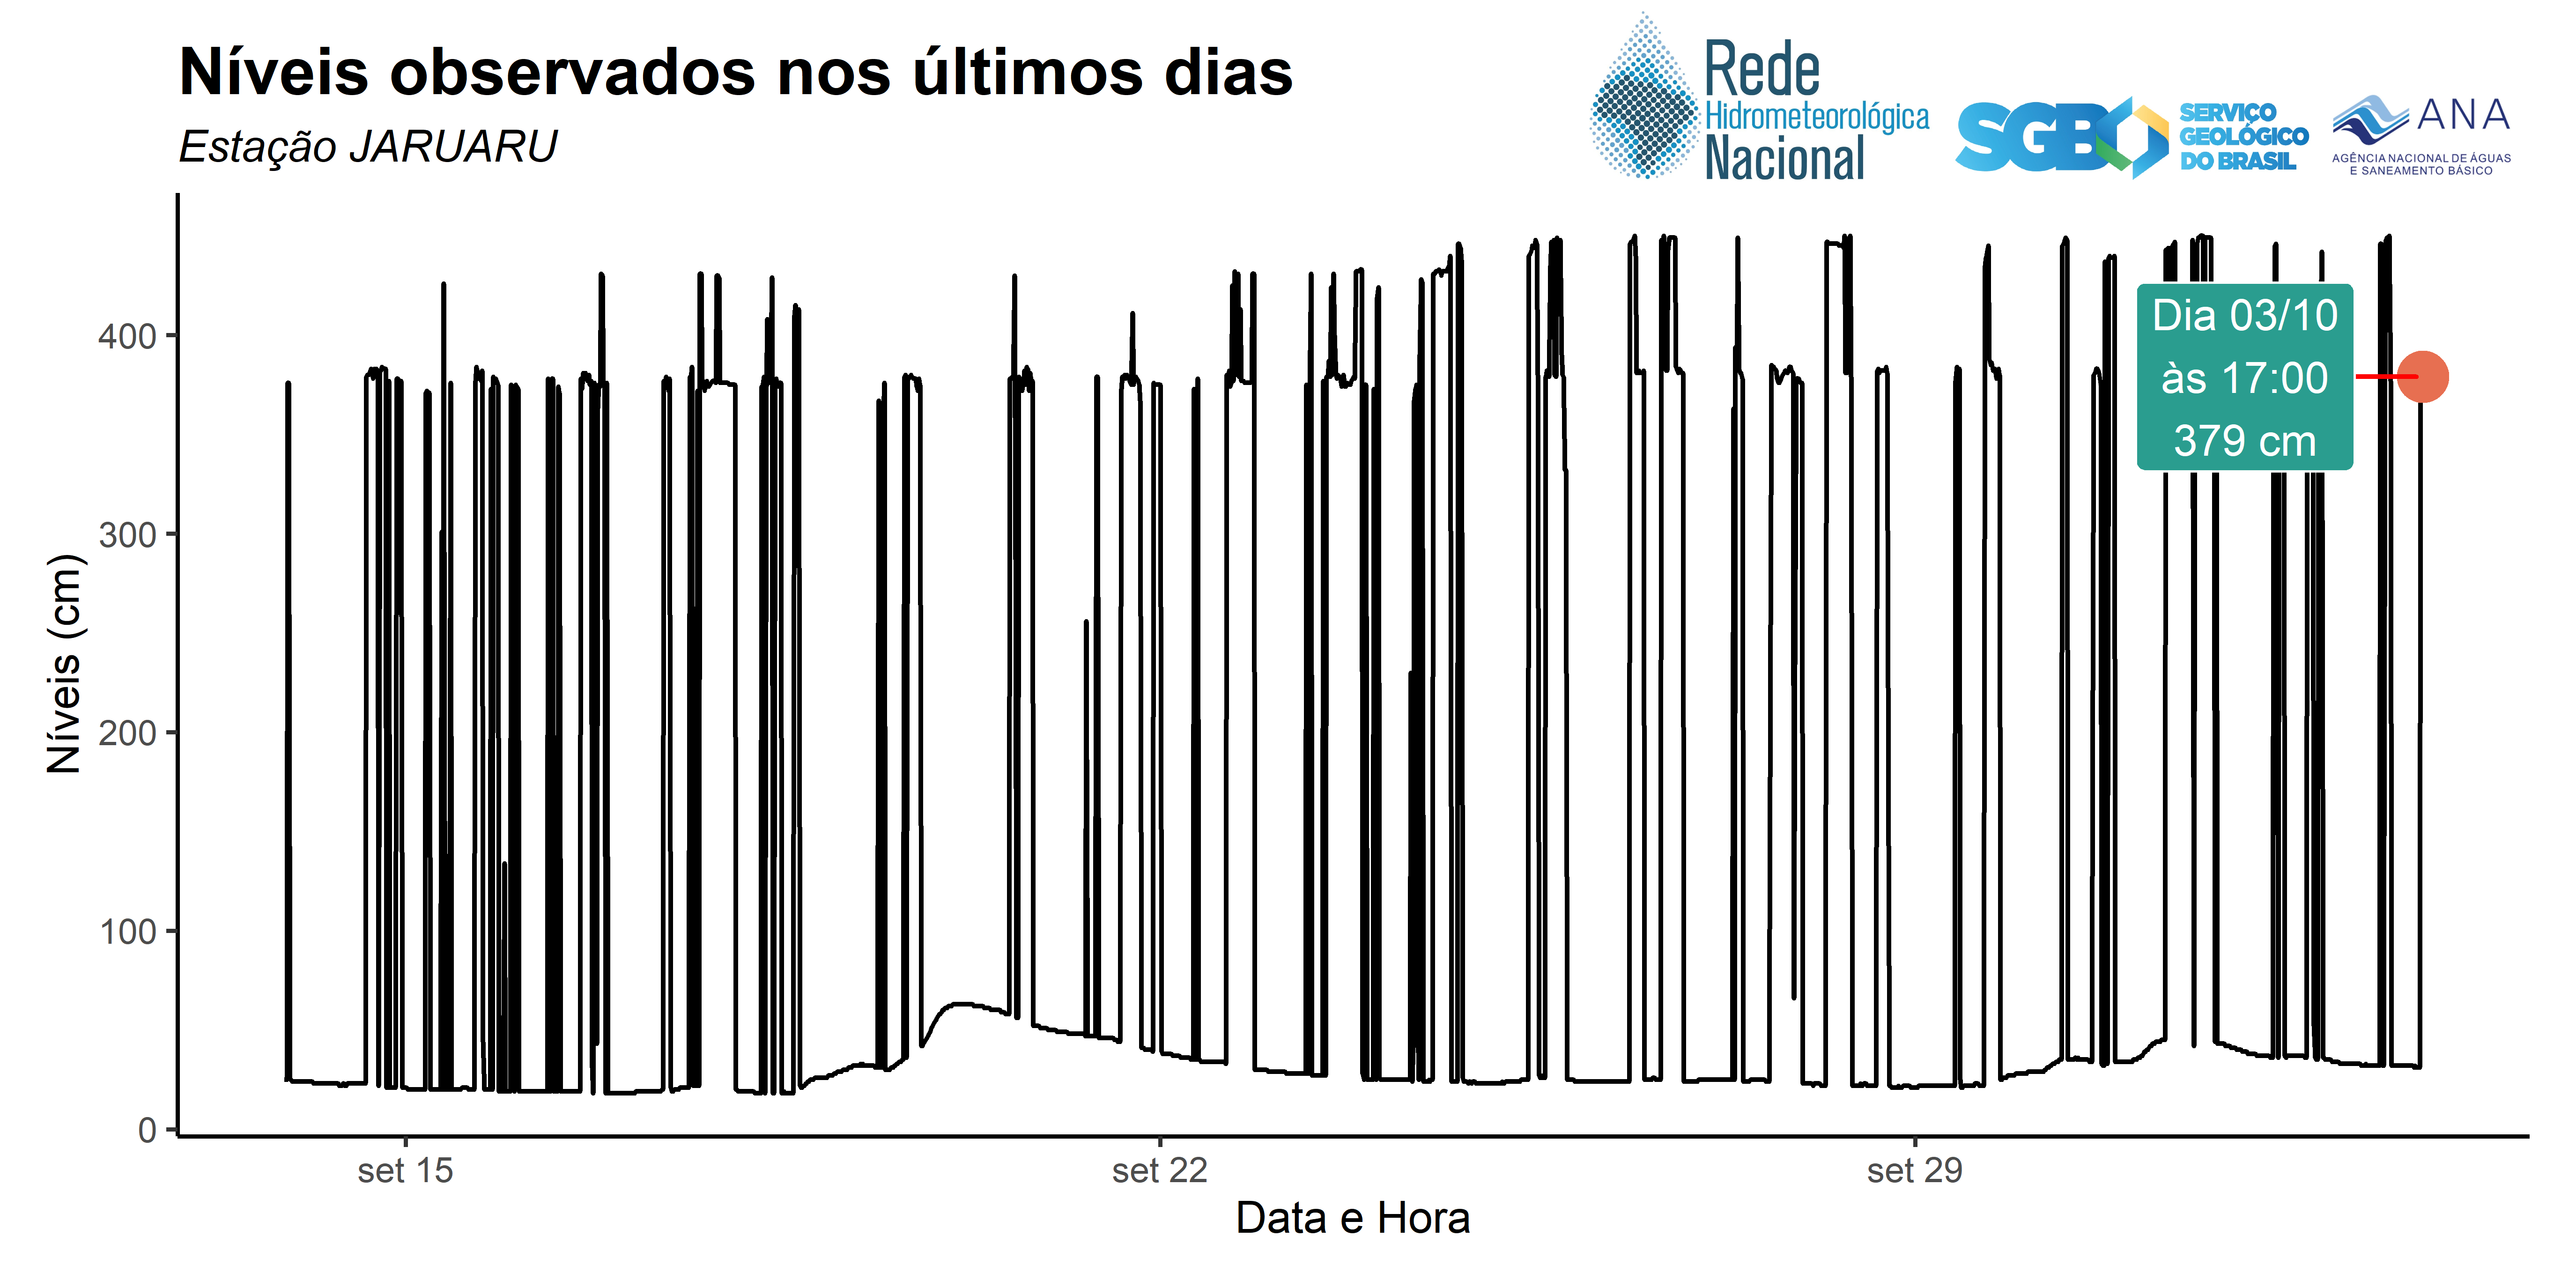 Níveis observados nos últimos dias
Estação JARUARU
Rede
Hidrometeorológica
Nacional
SGB
SERVIÇO
GEOLÓGICO
DO BRASIL
ANA
AGÊNCIA NACIONAL DE ÁGUAS
E SANEAMENTO BÁSICO
Níveis (cm)
400
300
200
100
0
Dia 03/10
às 17:00
379 cm
set 15
set 22
set 29
Data e Hora